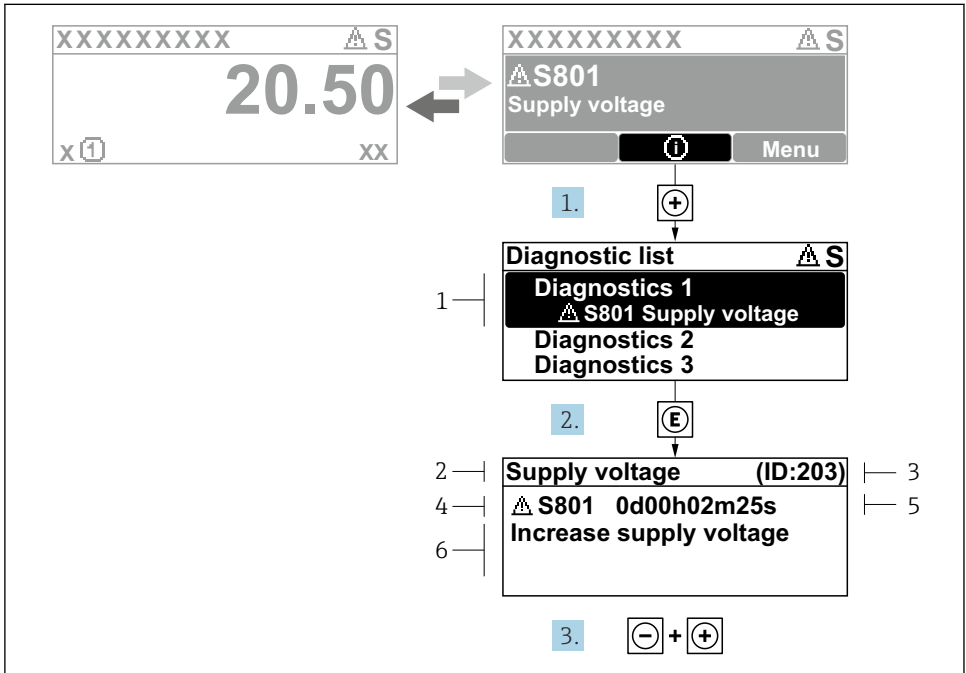 XXXXXXXXX ⚠ S
20.50
x ① XX
XXXXXXXXX ⚠ S
⚠ S801
Supply voltage
ⓘ Menu
1. +
Diagnostic list ⚠ S
1
Diagnostics 1
⚠ S801 Supply voltage
Diagnostics 2
Diagnostics 3
2. E
2 Supply voltage (ID:203) 3
4 ⚠ S801 0d00h02m25s 5
6 Increase supply voltage
3. - + +